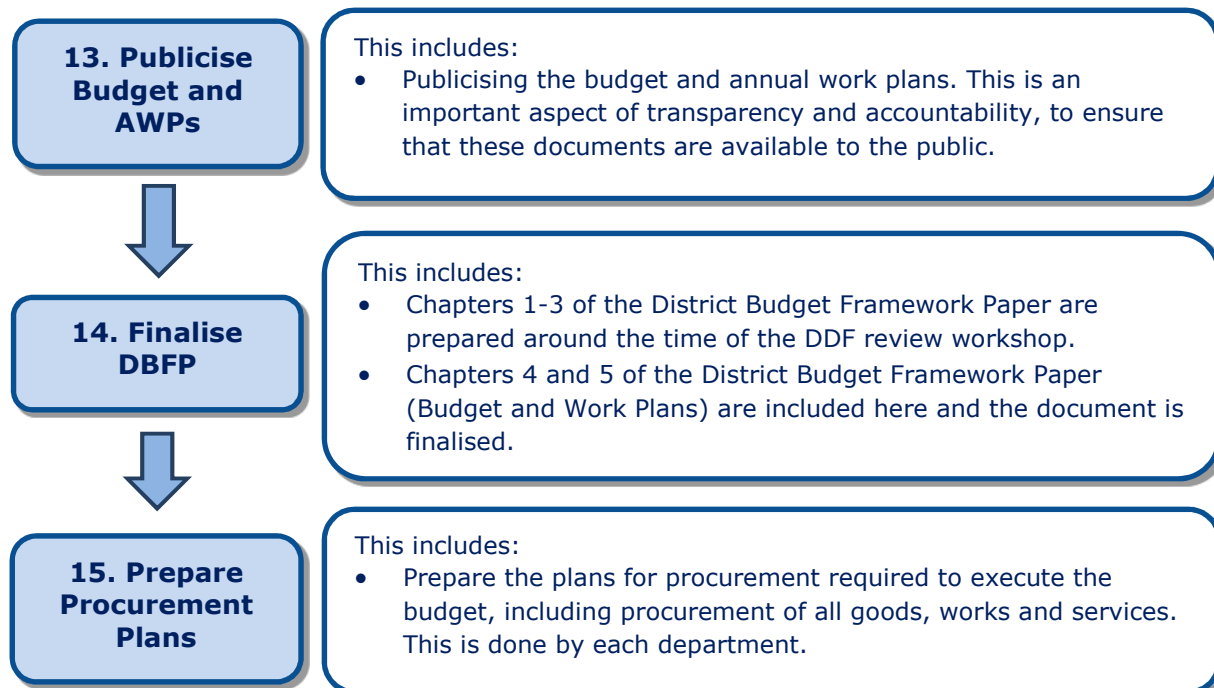 13. Publicise
Budget and
AWPs
This includes:
• Publicising the budget and annual work plans. This is an
important aspect of transparency and accountability, to ensure
that these documents are available to the public.
14. Finalise
DBFP
This includes:
• Chapters 1-3 of the District Budget Framework Paper are
prepared around the time of the DDF review workshop.
• Chapters 4 and 5 of the District Budget Framework Paper
(Budget and Work Plans) are included here and the document is
finalised.
15. Prepare
Procurement
Plans
This includes:
• Prepare the plans for procurement required to execute the
budget, including procurement of all goods, works and services.
This is done by each department.